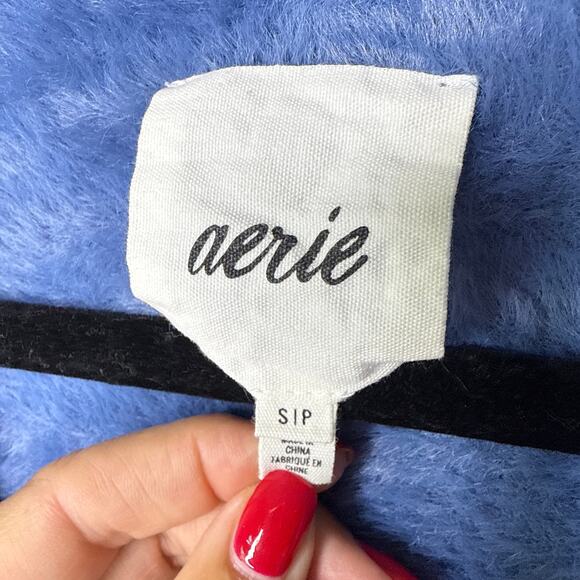 aerie
S|P
MADE IN
CHINA
FABRIQUÉ EN
CHINE